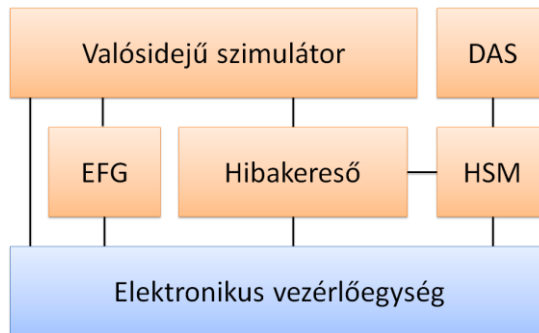 Valósidejű szimulátor
DAS
EFG
Hibakereső
HSM
Elektronikus vezérlőegység